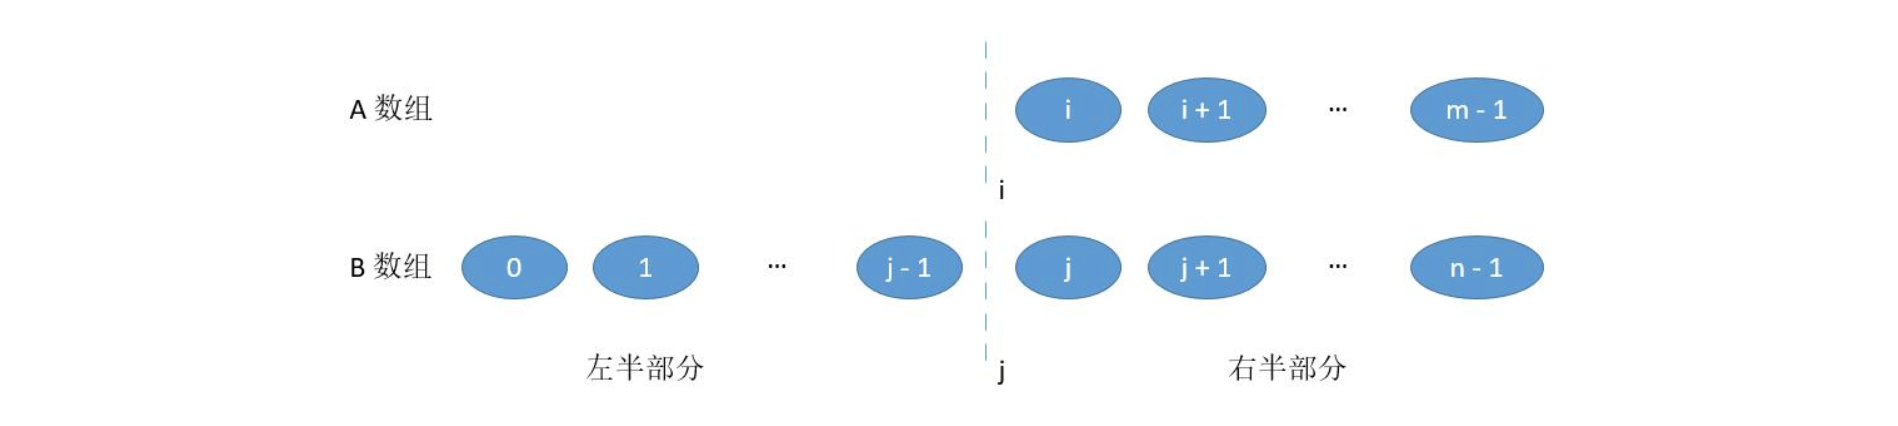 A 数组 i i + 1 ... m - 1
i
B 数组 0 1 ... j - 1 j j + 1 ... n - 1
左半部分 j 右半部分